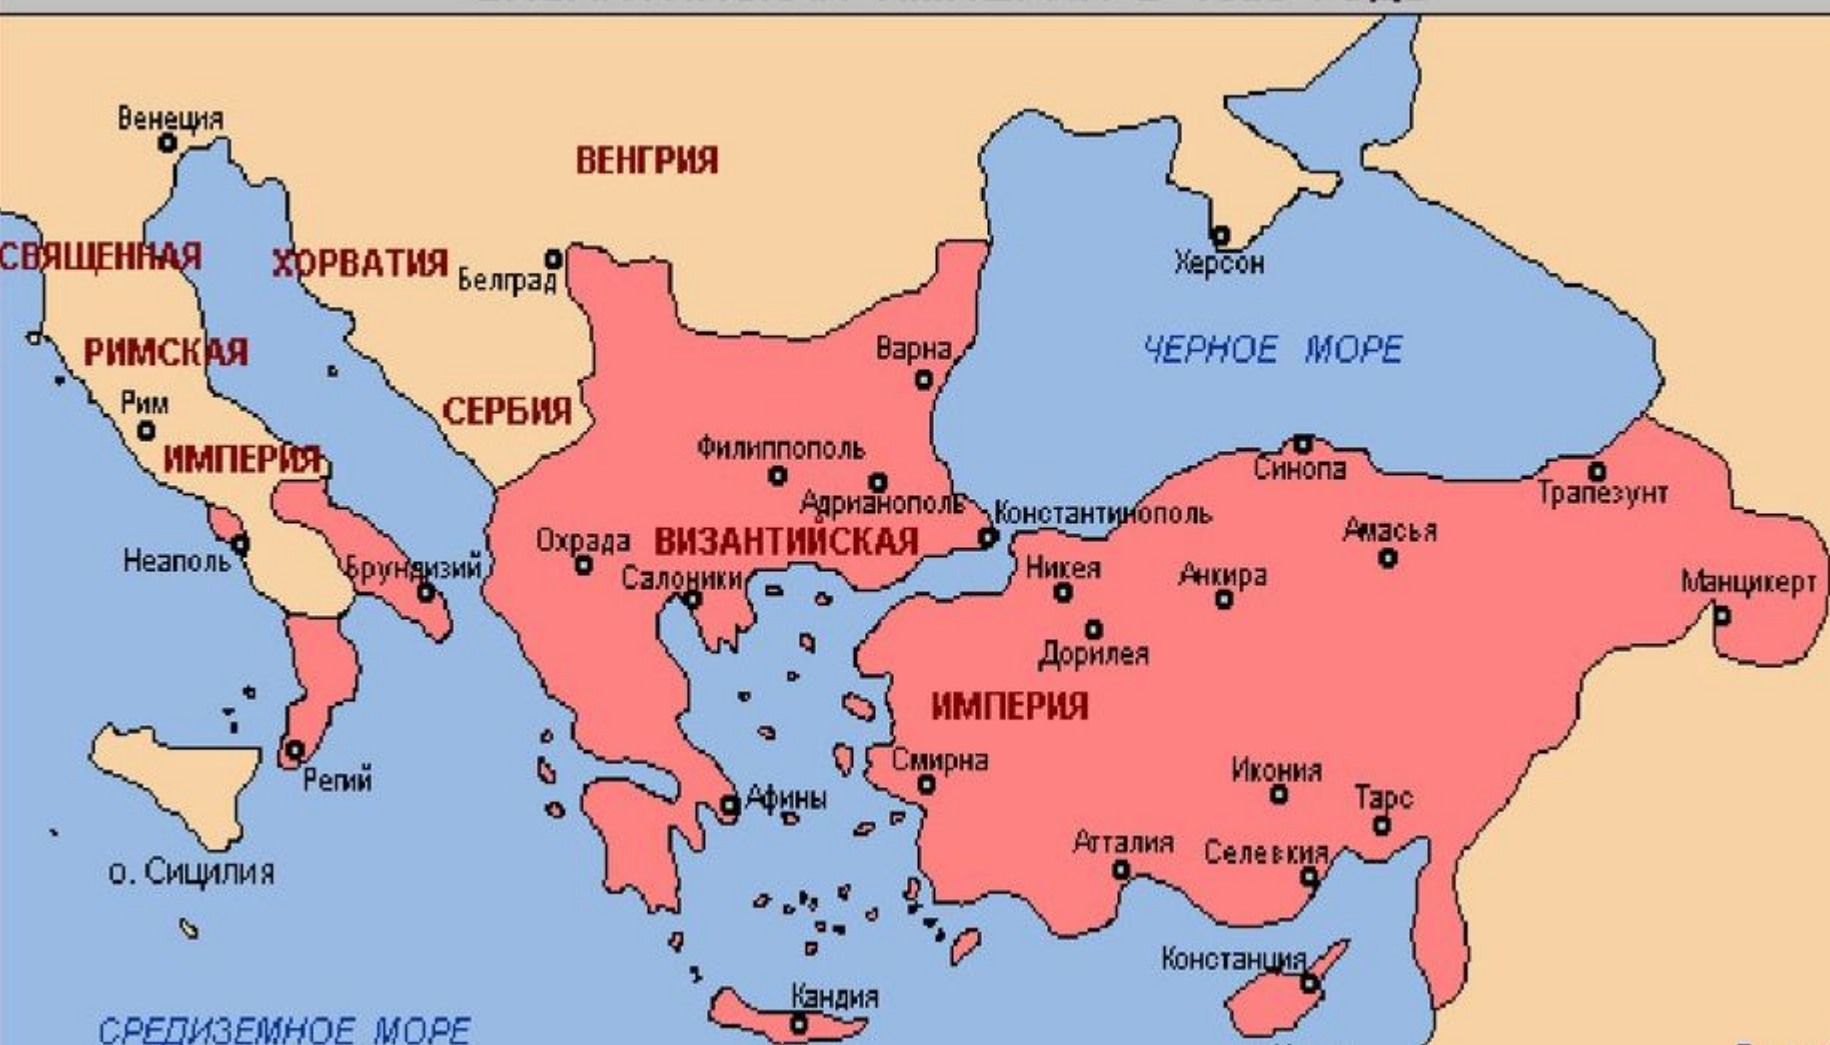 Венеция
ВЕНГРИЯ
СВЯЩЕННАЯ
ХОРВАТИЯ
Белград
Херсон
РИМСКАЯ
Варна
ЧЕРНОЕ МОРЕ
Рим
СЕРБИЯ
ИМПЕРИЯ
Филиппополь
Синопа
Адрианополь
Трапезунт
Константинополь
Охрада
ВИЗАНТИЙСКАЯ
Амасья
Неаполь
Брундизий
Салоники
Никея
Анкира
Манцикерт
Дорилея
ИМПЕРИЯ
Регий
Смирна
Икония
Афины
Тарс
о. СИЦИЛИЯ
Атталия
Селевкия
Констанция
Кандия
СРЕДИЗЕМНОЕ МОРЕ